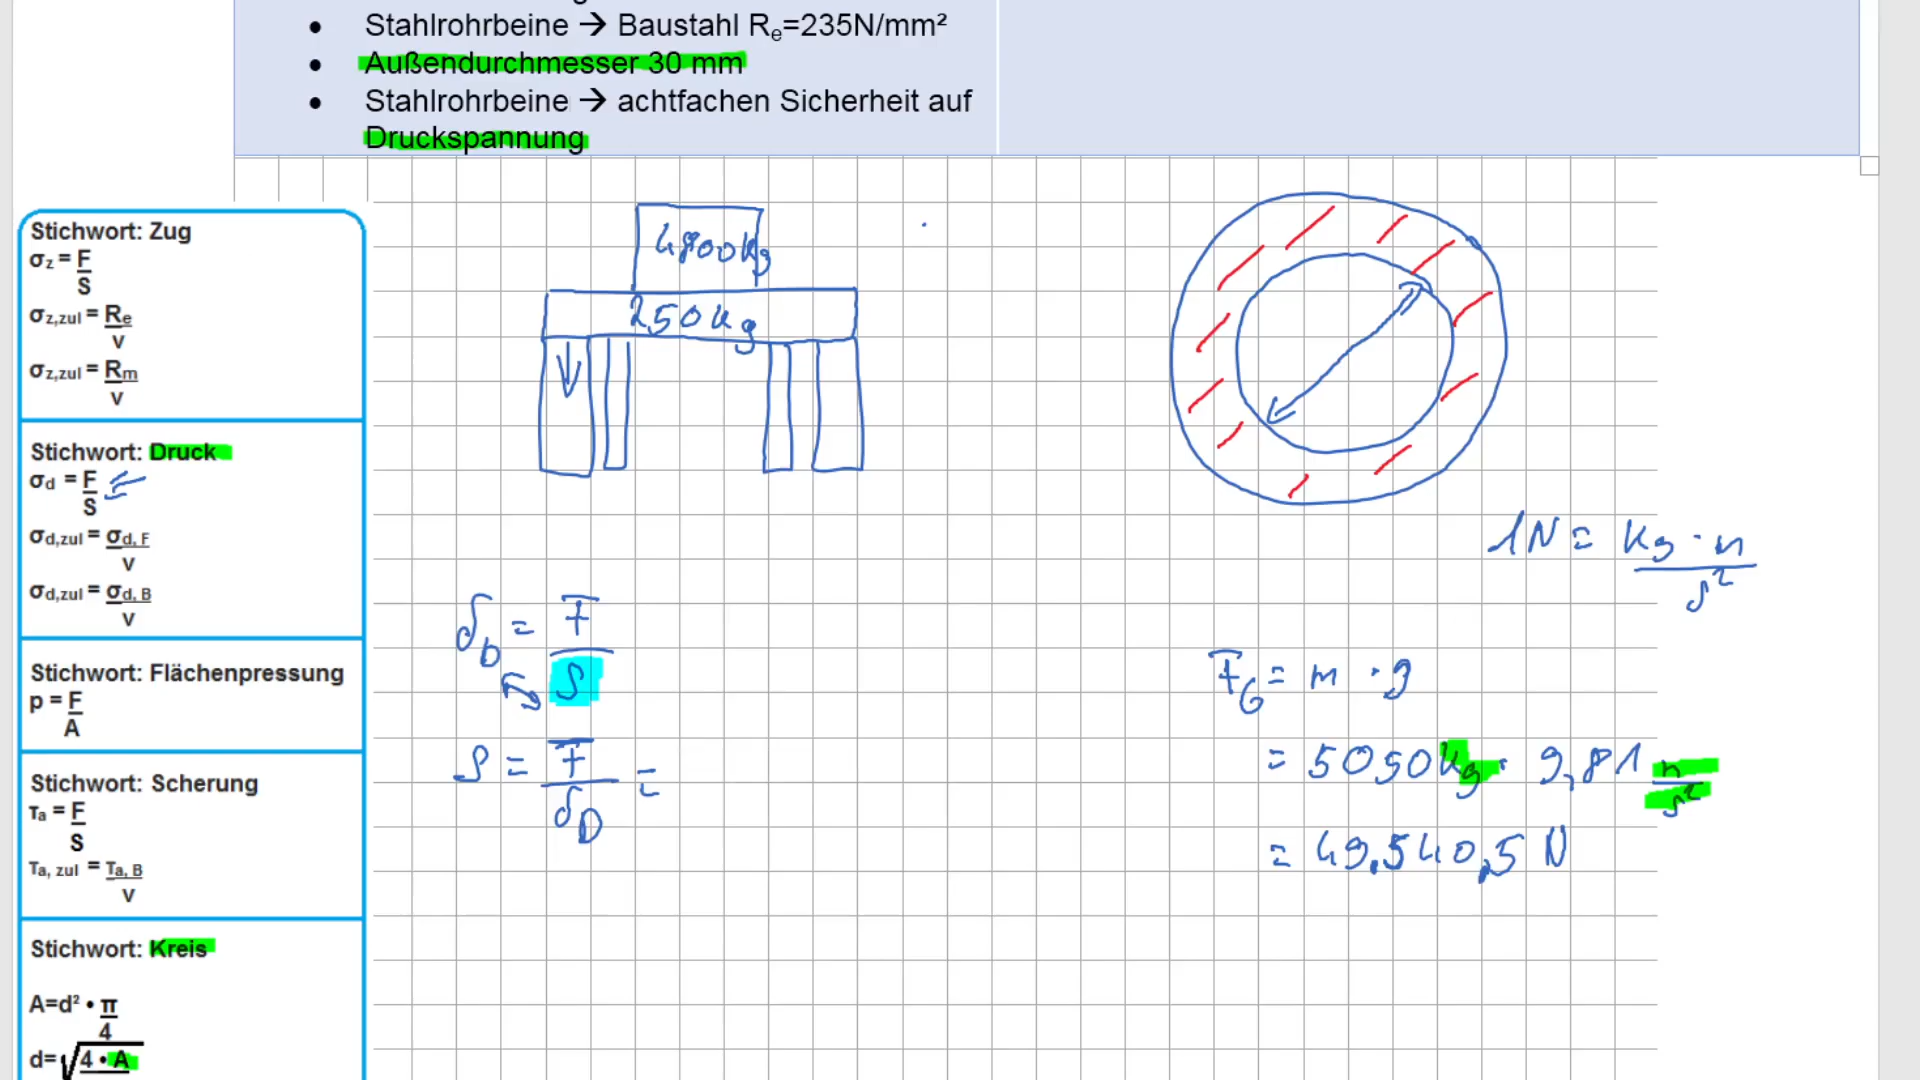 Stahlrohrbeine → Baustahl Re=235N/mm²
Außendurchmesser 30 mm
Stahlrohrbeine → achtfachen Sicherheit auf
Druckspannung
Stichwort: Zug
σz = F/S
σz,zul = Re/v
σz,zul = Rm/v
Stichwort: Druck
σd = F/S
σd,zul = σd, F/v
σd,zul = σd, B/v
Stichwort: Flächenpressung
p = F/A
Stichwort: Scherung
τa = F/S
τa, zul = τa, B/v
Stichwort: Kreis
A=d² • π/4
d=√4 • A
4800kg
250kg
1N = kg · m/s²
σD = F/S
S = F/σD =
FG = m · g
= 5050kg · 9,81 m/s²
= 49.540,5 N